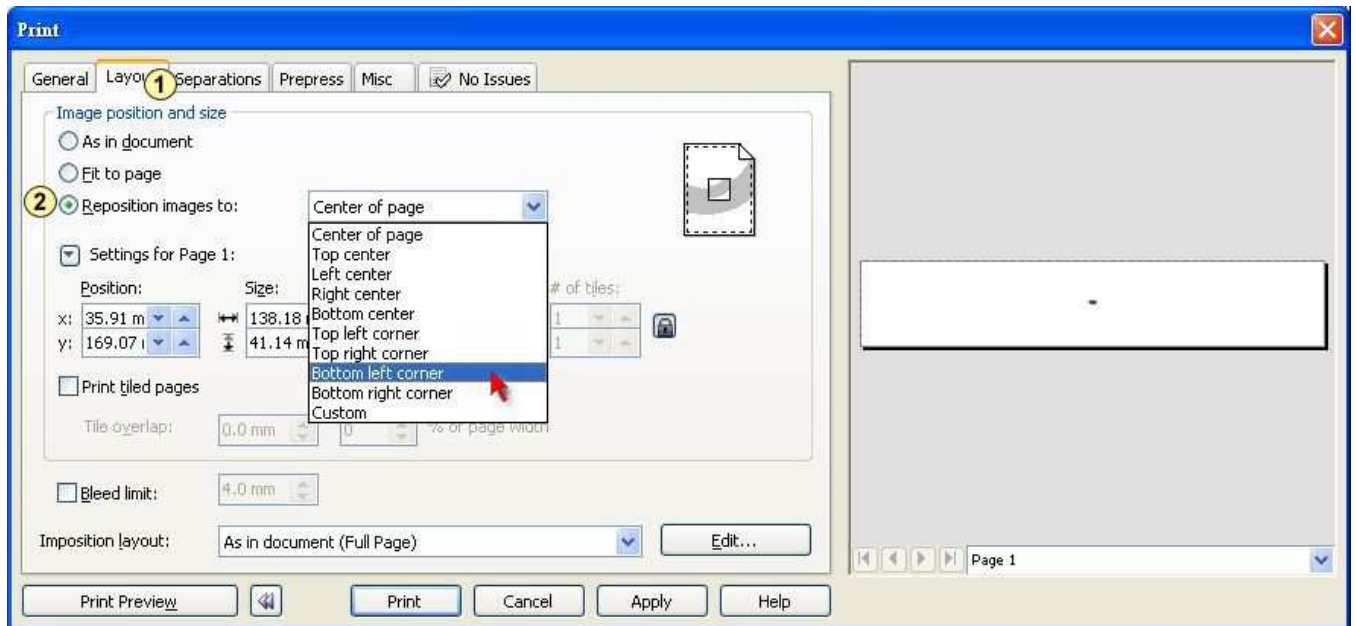 Print
General Layou 1 Separations Prepress Misc No Issues
Image position and size
As in document
Fit to page
2 Reposition images to: Center of page
Center of page
Settings for Page 1:
Top center
Left center
Position: Size: Right center # of tiles:
x: 35.91 m 138.18 Bottom center 1
Top left corner
y: 169.07 41.14 m Top right corner 1
Bottom left corner
Print tiled pages Bottom right corner
Custom
Tile overlap: 0.0 mm 0 % of page width
Bleed limit: 4.0 mm
Imposition layout: As in document (Full Page) Edit...
Page 1
Print Preview Print Cancel Apply Help